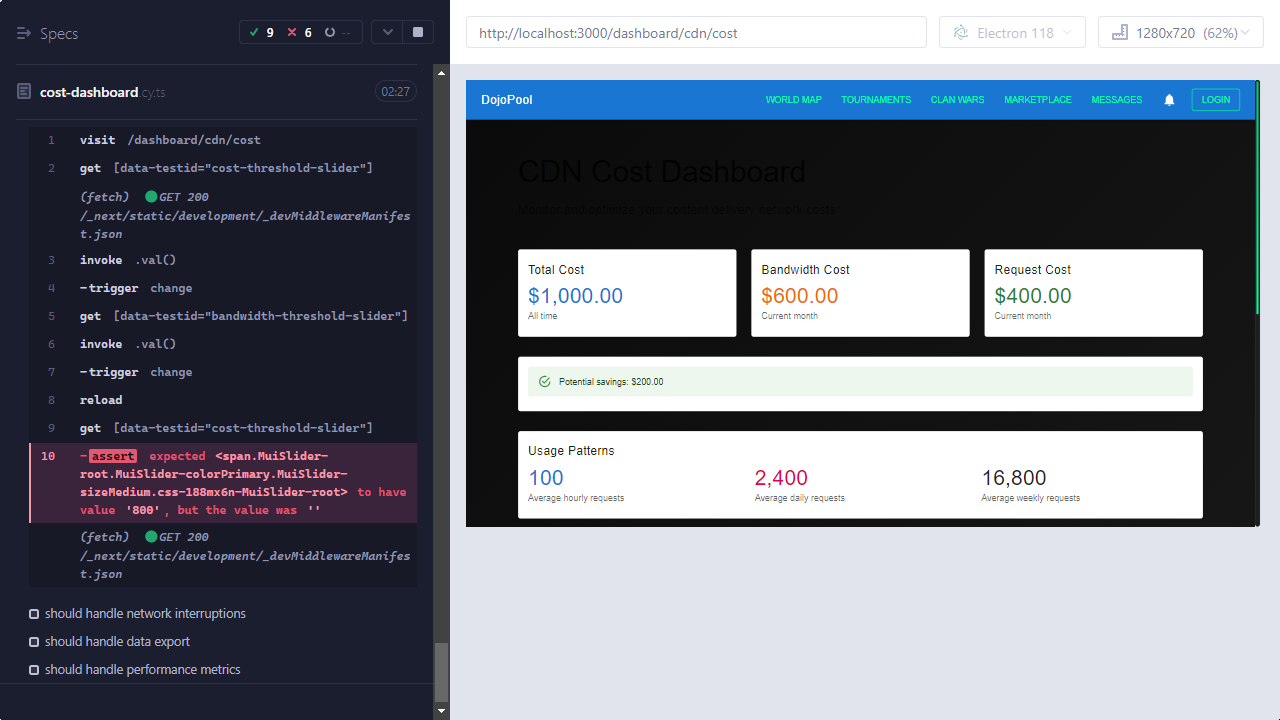 Specs
9 6 --
cost-dashboard.cy.ts
02:27
1 visit /dashboard/cdn/cost
2 get [data-testid="cost-threshold-slider"]
(fetch) GET 200
/_next/static/development/_devMiddlewareManifes
t.json
3 invoke .val()
4 -trigger change
5 get [data-testid="bandwidth-threshold-slider"]
6 invoke .val()
7 -trigger change
8 reload
9 get [data-testid="cost-threshold-slider"]
10 -assert expected <span.MuiSlider-
root.MuiSlider-colorPrimary.MuiSlider-
sizeMedium.css-188mx6n-MuiSlider-root> to have
value '800', but the value was ''
(fetch) GET 200
/_next/static/development/_devMiddlewareManifes
t.json
should handle network interruptions
should handle data export
should handle performance metrics
http://localhost:3000/dashboard/cdn/cost
Electron 118
1280x720 (62%)
DojoPool
WORLD MAP
TOURNAMENTS
CLAN WARS
MARKETPLACE
MESSAGES
LOGIN
CDN Cost Dashboard
Monitor and optimize your content delivery network costs
Total Cost
$1,000.00
All time
Bandwidth Cost
$600.00
Current month
Request Cost
$400.00
Current month
Potential savings: $200.00
Usage Patterns
100
Average hourly requests
2,400
Average daily requests
16,800
Average weekly requests